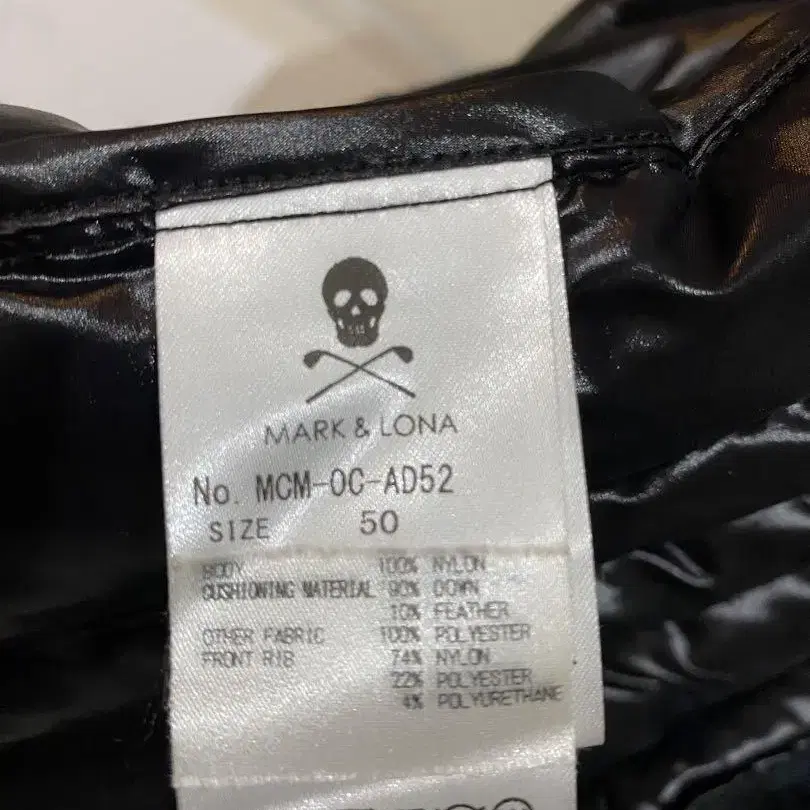 MARK & LONA
No. MCM-OC-AD52
SIZE 50
BODY 100% NYLON
CUSHIONING MATERIAL 90% DOWN
10% FEATHER
OTHER FABRIC 100% POLYESTER
FRONT RIB 74% NYLON
22% POLYESTER
4% POLYURETHANE